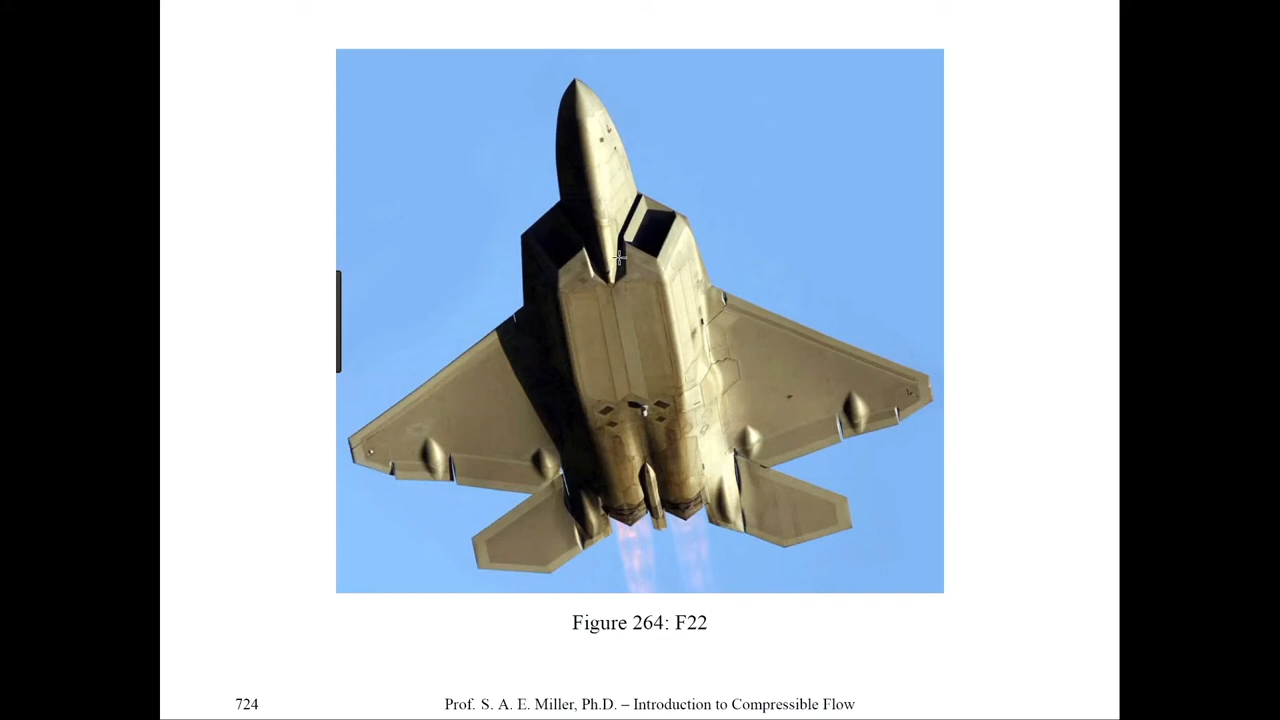 Figure 264: F22
724
Prof. S. A. E. Miller, Ph.D. – Introduction to Compressible Flow